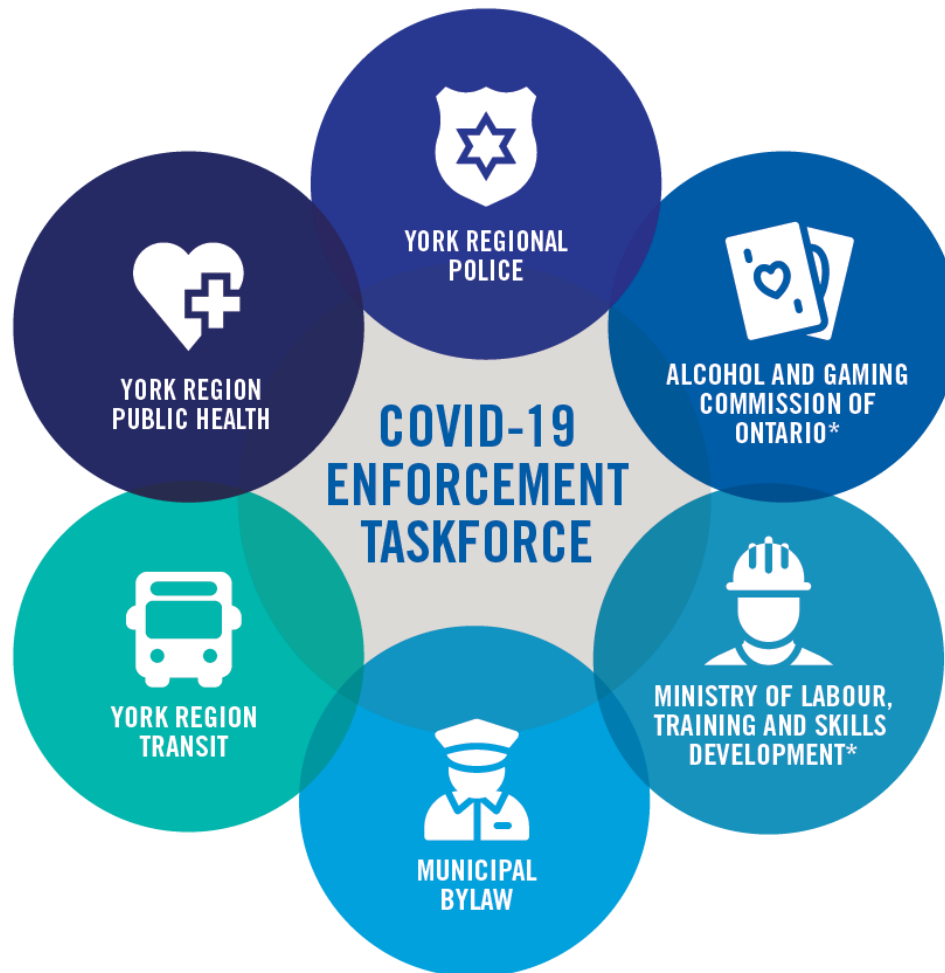 YORK REGIONAL
POLICE
YORK REGION
PUBLIC HEALTH
ALCOHOL AND GAMING
COMMISSION OF
ONTARIO*
COVID-19
ENFORCEMENT
TASKFORCE
YORK REGION
TRANSIT
MINISTRY OF LABOUR,
TRAINING AND SKILLS
DEVELOPMENT*
MUNICIPAL
BYLAW